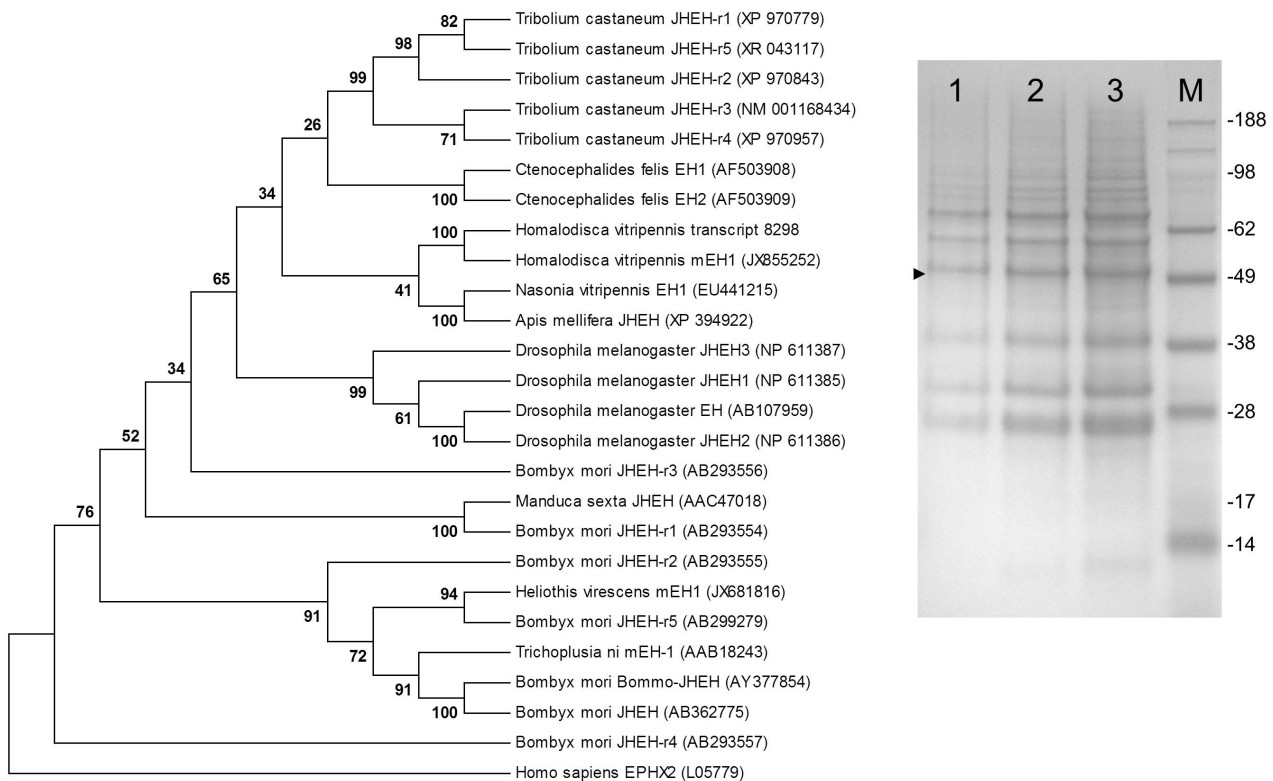 Tribolium castaneum JHEH-r1 (XP 970779)
82
Tribolium castaneum JHEH-r5 (XR 043117)
98
Tribolium castaneum JHEH-r2 (XP 970843)
99
Tribolium castaneum JHEH-r3 (NM 001168434)
26
71
Tribolium castaneum JHEH-r4 (XP 970957)
Ctenocephalides felis EH1 (AF503908)
34
100
Ctenocephalides felis EH2 (AF503909)
Homalodisca vitripennis transcript 8298
100
Homalodisca vitripennis mEH1 (JX855252)
65
41
Nasonia vitripennis EH1 (EU441215)
100
Apis mellifera JHEH (XP 394922)
Drosophila melanogaster JHEH3 (NP 611387)
34
99
Drosophila melanogaster JHEH1 (NP 611385)
61
Drosophila melanogaster EH (AB107959)
52
100
Drosophila melanogaster JHEH2 (NP 611386)
Bombyx mori JHEH-r3 (AB293556)
Manduca sexta JHEH (AAC47018)
76
100
Bombyx mori JHEH-r1 (AB293554)
Bombyx mori JHEH-r2 (AB293555)
91
94
Heliothis virescens mEH1 (JX681816)
Bombyx mori JHEH-r5 (AB299279)
72
Trichoplusia ni mEH-1 (AAB18243)
91
Bombyx mori Bommo-JHEH (AY377854)
100
Bombyx mori JHEH (AB362775)
Bombyx mori JHEH-r4 (AB293557)
Homo sapiens EPHX2 (L05779)
1 2 3 M
-188
-98
-62
-49
-38
-28
-17
-14